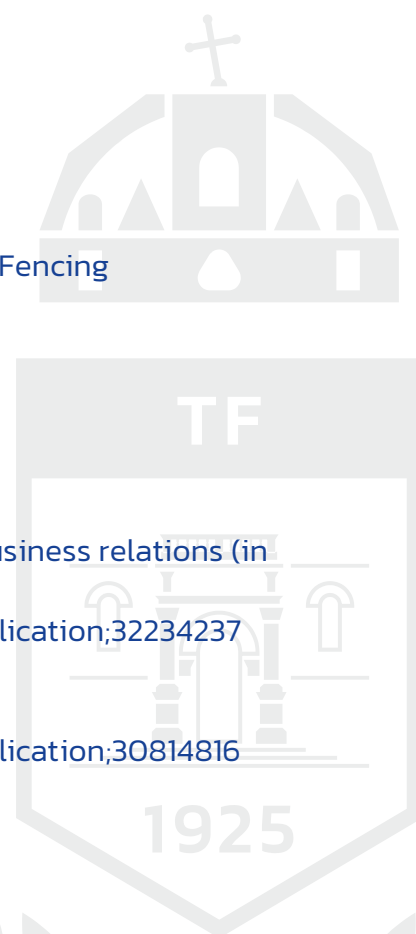 Fencing
TF
usiness relations (in
lication;32234237
lication;30814816
1925